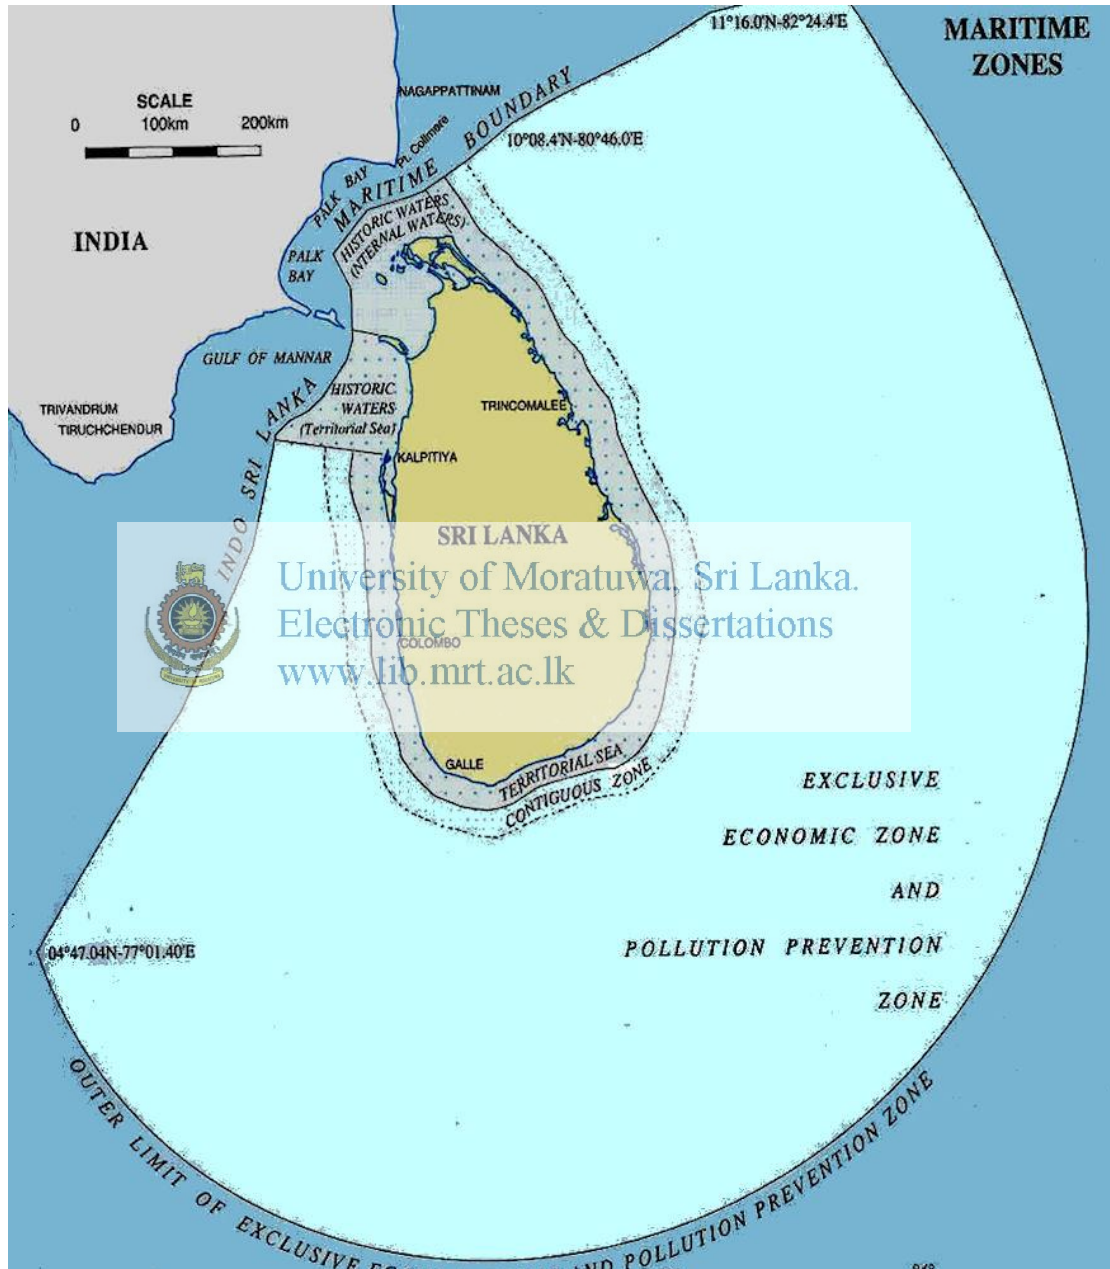 11°16.0'N-82°24.4'E
MARITIME
ZONES
SCALE
0 100km 200km
NAGAPPATTINAM
Pt. Calimere
INDO SRI LANKA MARITIME BOUNDARY
10°08.4'N-80°46.0'E
PALK BAY
HISTORIC WATERS
(NTERNAL WATERS)
INDIA
PALK
BAY
GULF OF MANNAR
HISTORIC
WATERS
(Territorial Sea)
TRIVANDRUM
TIRUCHCHENDUR
TRINCOMALEE
KALPITIYA
SRI LANKA
University of Moratuwa, Sri Lanka.
Electronic Theses & Dissertations
www.lib.mrt.ac.lk
COLOMBO
GALLE
TERRITORIAL SEA
CONTIGUOUS ZONE
EXCLUSIVE
ECONOMIC ZONE
AND
POLLUTION PREVENTION
ZONE
04°47.04'N-77°01.40'E
OUTER LIMIT OF EXCLUSIVE AND POLLUTION PREVENTION ZONE